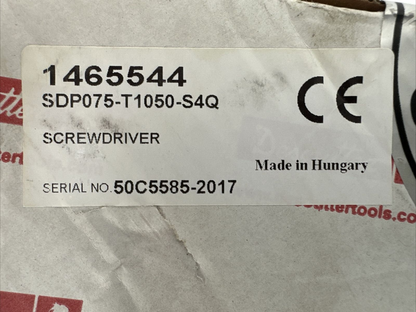 1465544
SDP075-T1050-S4Q
SCREWDRIVER
Made in Hungary
SERIAL NO. 50C5585-2017
CE